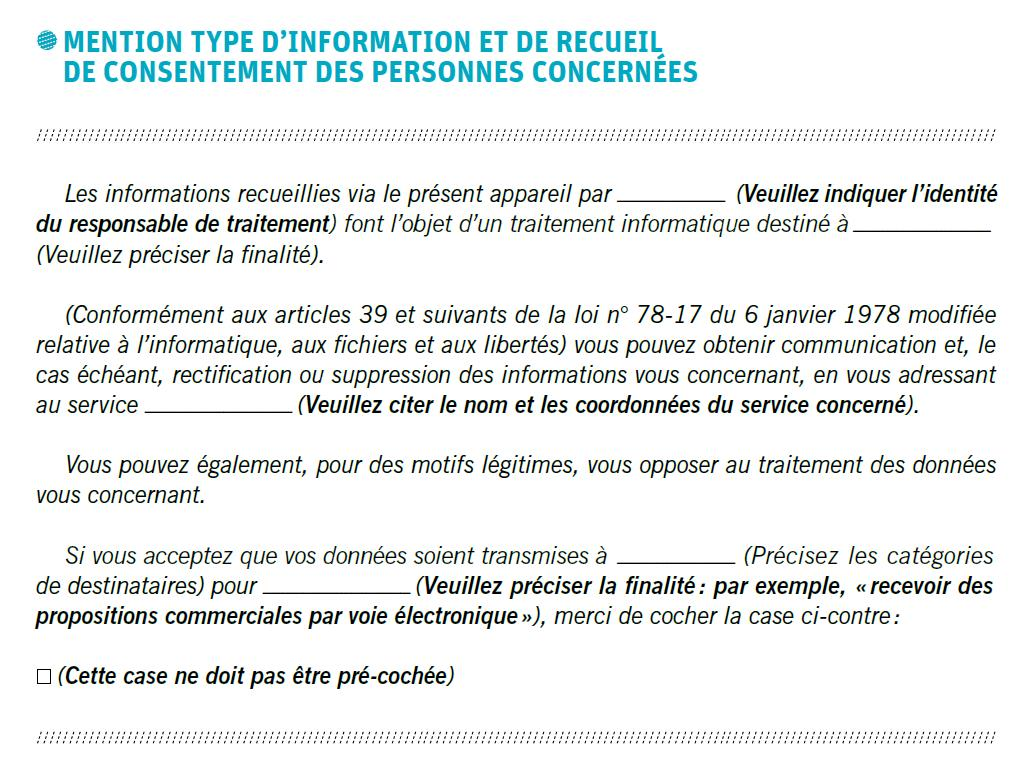 MENTION TYPE D'INFORMATION ET DE RECUEIL
DE CONSENTEMENT DES PERSONNES CONCERNÉES
Les informations recueillies via le présent appareil par ________ (Veuillez indiquer l'identité
du responsable de traitement) font l'objet d'un traitement informatique destiné à __________
(Veuillez préciser la finalité).
(Conformément aux articles 39 et suivants de la loi n° 78-17 du 6 janvier 1978 modifiée
relative à l'informatique, aux fichiers et aux libertés) vous pouvez obtenir communication et, le
cas échéant, rectification ou suppression des informations vous concernant, en vous adressant
au service ___________ (Veuillez citer le nom et les coordonnées du service concerné).
Vous pouvez également, pour des motifs légitimes, vous opposer au traitement des données
vous concernant.
Si vous acceptez que vos données soient transmises à _________ (Précisez les catégories
de destinataires) pour ___________ (Veuillez préciser la finalité : par exemple, « recevoir des
propositions commerciales par voie électronique »), merci de cocher la case ci-contre :
□ (Cette case ne doit pas être pré-cochée)